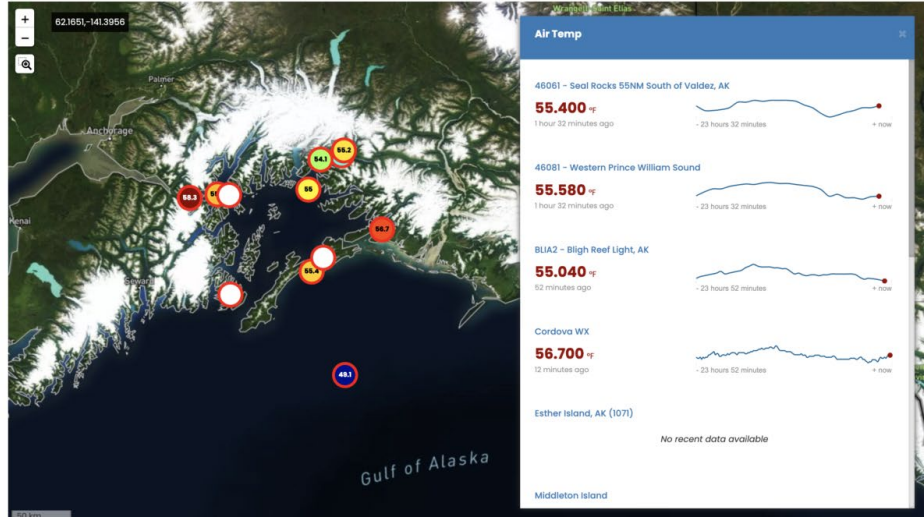 +
−
62.1651,-141.3956
Palmer
Anchorage
Kenai
Seward
54.1
55.2
55
58.3
56.7
55.4
49.1
Gulf of Alaska
50 km
Air Temp
×
46061 - Seal Rocks 55NM South of Valdez, AK
55.400 °F
1 hour 32 minutes ago
- 23 hours 32 minutes
+ now
46081 - Western Prince William Sound
55.580 °F
1 hour 32 minutes ago
- 23 hours 32 minutes
+ now
BLIA2 - Bligh Reef Light, AK
55.040 °F
52 minutes ago
- 23 hours 52 minutes
+ now
Cordova WX
56.700 °F
12 minutes ago
- 23 hours 52 minutes
+ now
Esther Island, AK (1071)
No recent data available
Middleton Island